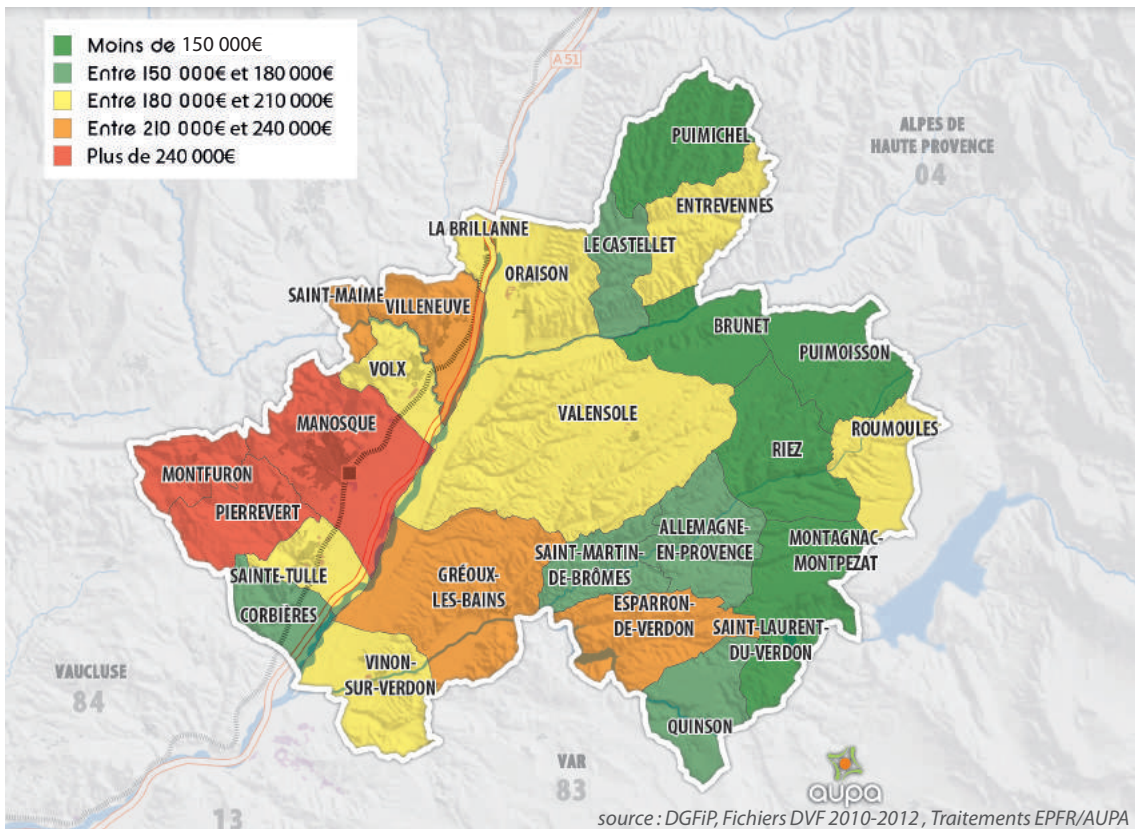 Moins de 150 000€
Entre 150 000€ et 180 000€
Entre 180 000€ et 210 000€
Entre 210 000€ et 240 000€
Plus de 240 000€
A 51
ALPES DE
HAUTE PROVENCE
04
PUIMICHEL
ENTREVENNES
LA BRILLANNE
LE CASTELLET
ORAISON
SAINT-MAIME
VILLENEUVE
BRUNET
PUIMOISSON
VOLX
VALENSOLE
MANOSQUE
ROUMOULES
RIEZ
MONTFURON
PIERREVERT
ALLEMAGNE-
EN-PROVENCE
MONTAGNAC-
MONTPEZAT
SAINT-MARTIN-
DE-BRÔMES
SAINTE-TULLE
GRÉOUX-
LES-BAINS
CORBIÈRES
ESPARRON-
DE-VERDON
SAINT-LAURENT-
DU-VERDON
VINON-
SUR-VERDON
VAUCLUSE
84
QUINSON
VAR
83
13
aupa
source : DGFiP, Fichiers DVF 2010-2012 , Traitements EPFR/AUPA